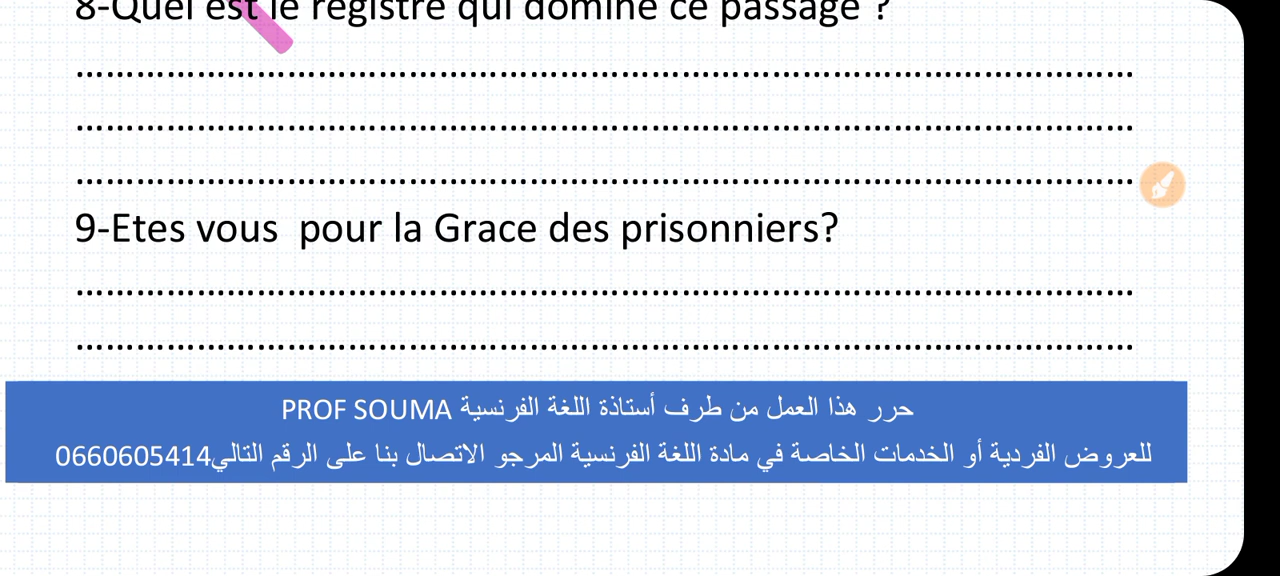 8-Quel est le registre qui domine ce passage ?
................................................................................
................................................................................
................................................................................
9-Etes vous  pour la Grace des prisonniers?
................................................................................
................................................................................
حرر هذا العمل من طرف أستاذة اللغة الفرنسية PROF SOUMA
للعروض الفردية أو الخدمات الخاصة في مادة اللغة الفرنسية المرجو الاتصال بنا على الرقم التالي0660605414